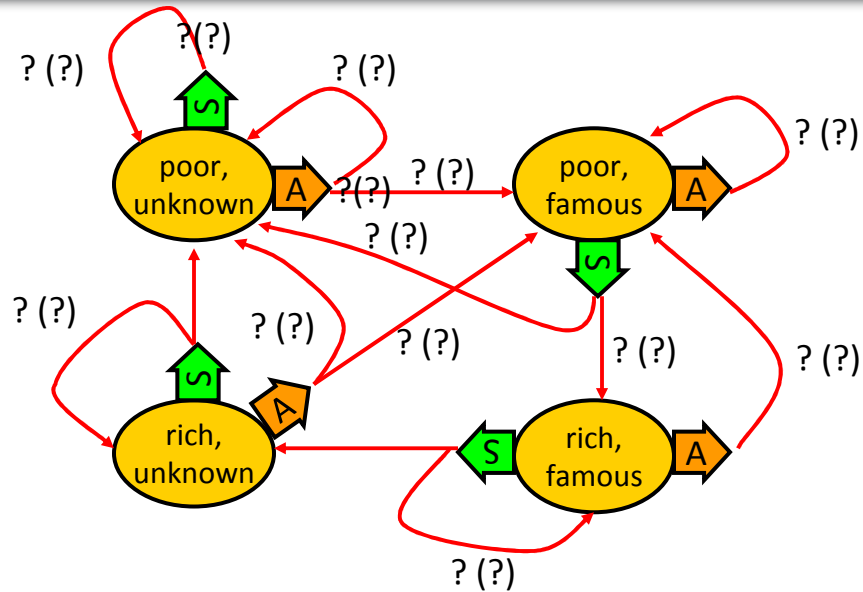 ?(?)
? (?)
? (?)
S
poor,
unknown
A
?(?)
? (?)
poor,
famous
A
? (?)
? (?)
S
? (?)
? (?)
? (?)
? (?)
? (?)
S
A
rich,
unknown
S
rich,
famous
A
? (?)